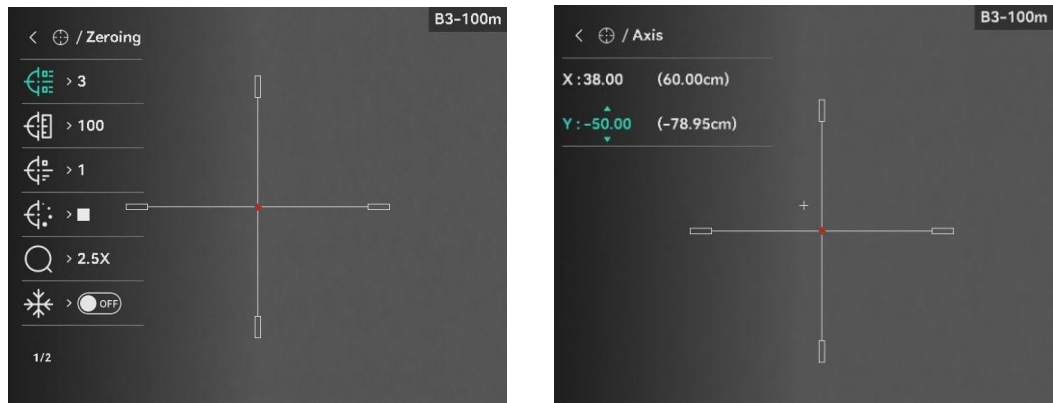 B3-100m
< / Zeroing
> 3
> 100
> 1
>
> 2.5X
> OFF
1/2
B3-100m
< / Axis
X : 38.00 (60.00cm)
Y : -50.00 (-78.95cm)